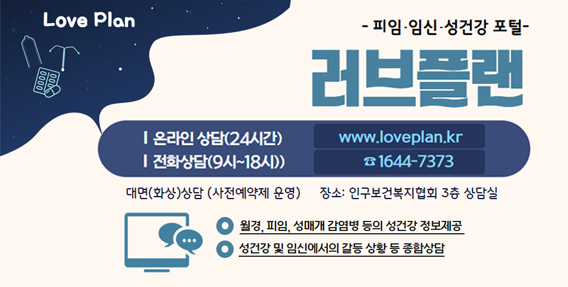 Love Plan
- 피임·임신·성건강 포털-
러브플랜
I 온라인 상담(24시간)
www.loveplan.kr
I 전화상담(9시~18시))
☎1644-7373
대면(화상)상담 (사전예약제 운영) 장소: 인구보건복지협회 3층 상담실
월경, 피임, 성매개 감염병 등의 성건강 정보제공
성건강 및 임신에서의 갈등 상황 등 종합상담